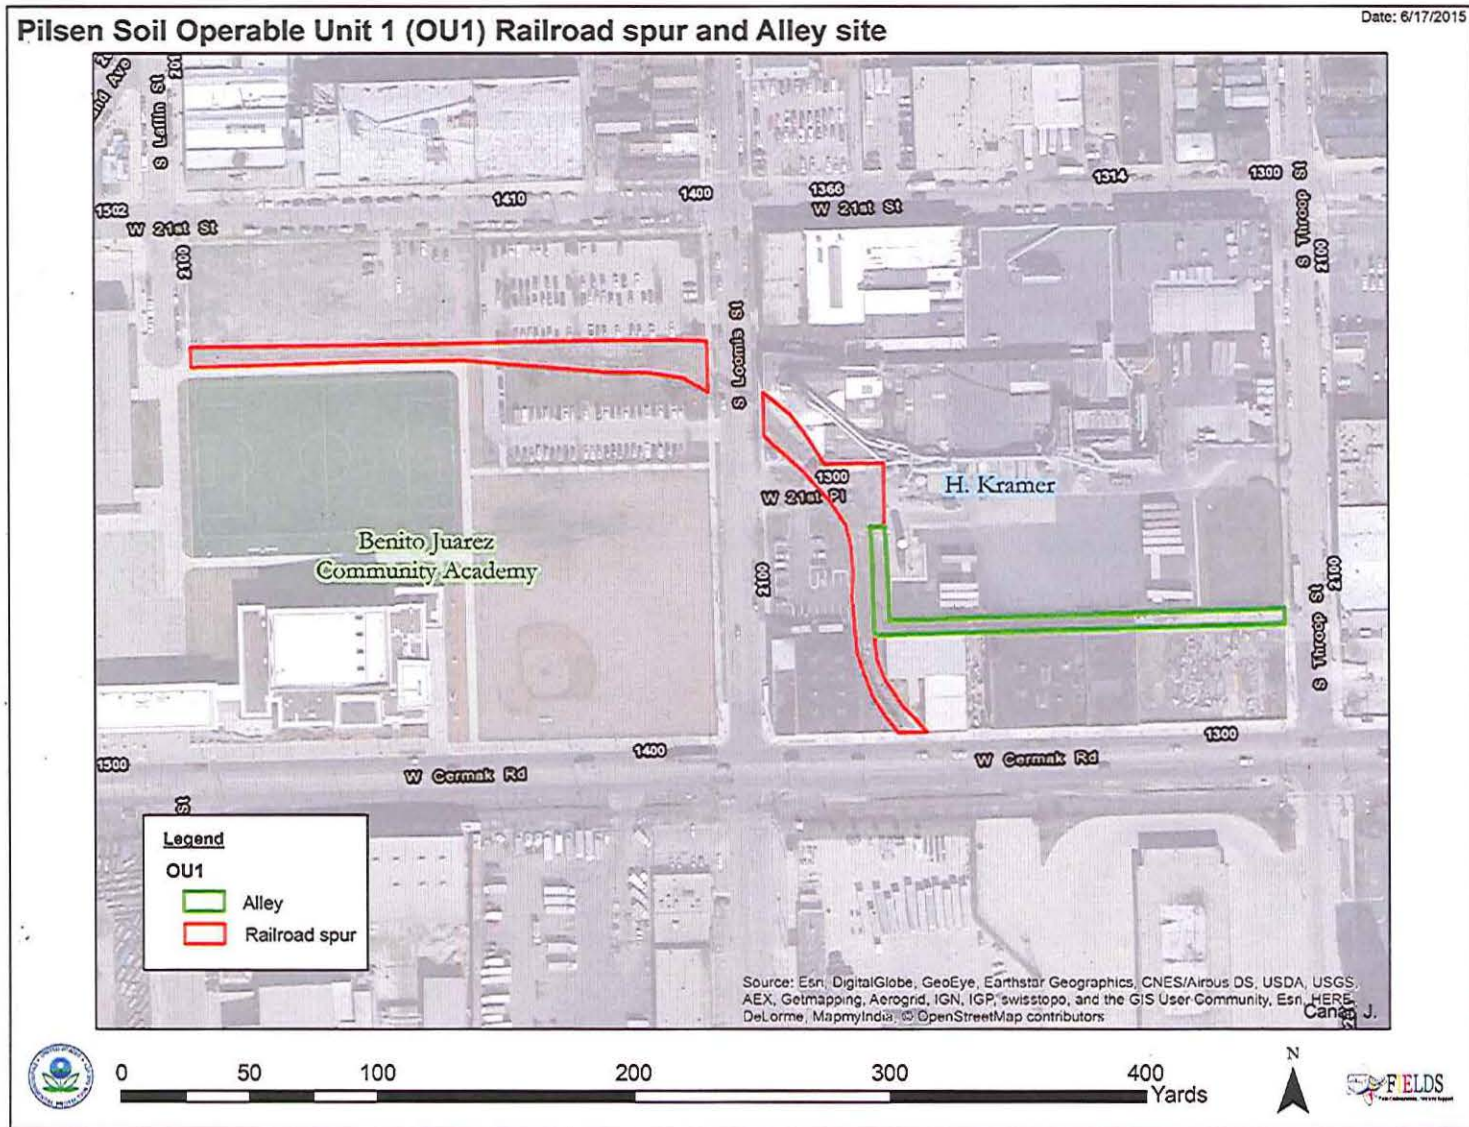 Date: 6/17/2015
Pilsen Soil Operable Unit 1 (OU1) Railroad spur and Alley site
Ave
S Laflin St
1502
W 21st St
2100
1410
1400
1366
W 21st St
1314
1300
S Throop St
2100
S Loomis St
1300
W 21st Pl
H. Kramer
Benito Juarez
Community Academy
2100
2100
S Throop St
1500
W Cermak Rd
1400
W Cermak Rd
1300
St
Legend
OU1
Alley
Railroad spur
Source: Esri, DigitalGlobe, GeoEye, Earthstar Geographics, CNES/Airbus DS, USDA, USGS,
AEX, Getmapping, Aerogrid, IGN, IGP, swisstopo, and the GIS User Community, Esri, HERE,
DeLorme, MapmyIndia, © OpenStreetMap contributors
J.
0 50 100 200 300 400
Yards
N
FIELDS